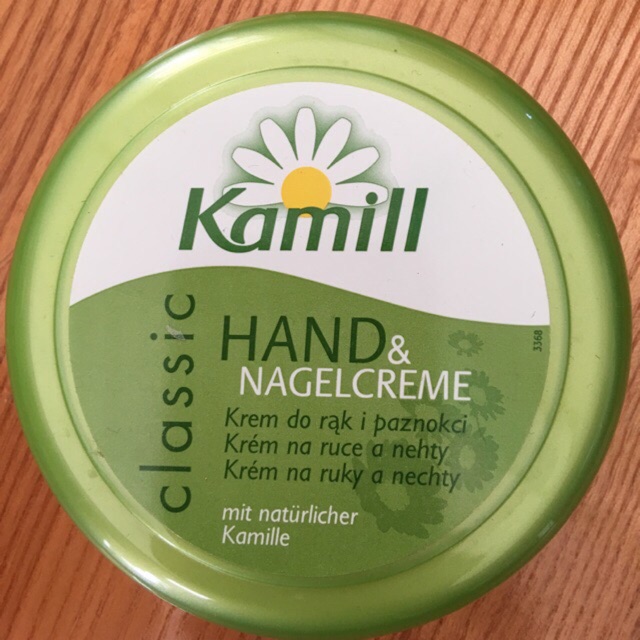 Kamill
classic
HAND &
NAGELCREME
Krem do rąk i paznokci
Krém na ruce a nehty
Krém na ruky a nechty
mit natürlicher
Kamille
3368